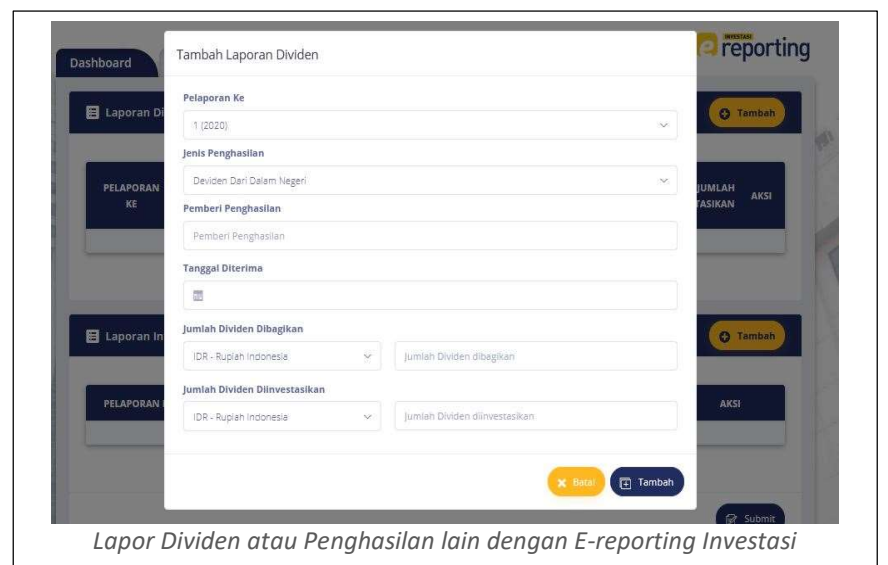 Dashboard
INVESTASI
e reporting
Tambah Laporan Dividen
Laporan Di
Tambah
Pelaporan Ke
1 (2020)
Jenis Penghasilan
Deviden Dari Dalam Negeri
PELAPORAN
KE
JUMLAH
TASIKAN
AKSI
Pemberi Penghasilan
Pemberi Penghasilan
Tanggal Diterima
Laporan In
Tambah
Jumlah Dividen Dibagikan
IDR - Rupiah Indonesia
Jumlah Dividen dibagikan
Jumlah Dividen Diinvestasikan
IDR - Rupiah Indonesia
Jumlah Dividen diinvestasikan
PELAPORAN
AKSI
Batal
Tambah
Submit
Lapor Dividen atau Penghasilan lain dengan E-reporting Investasi